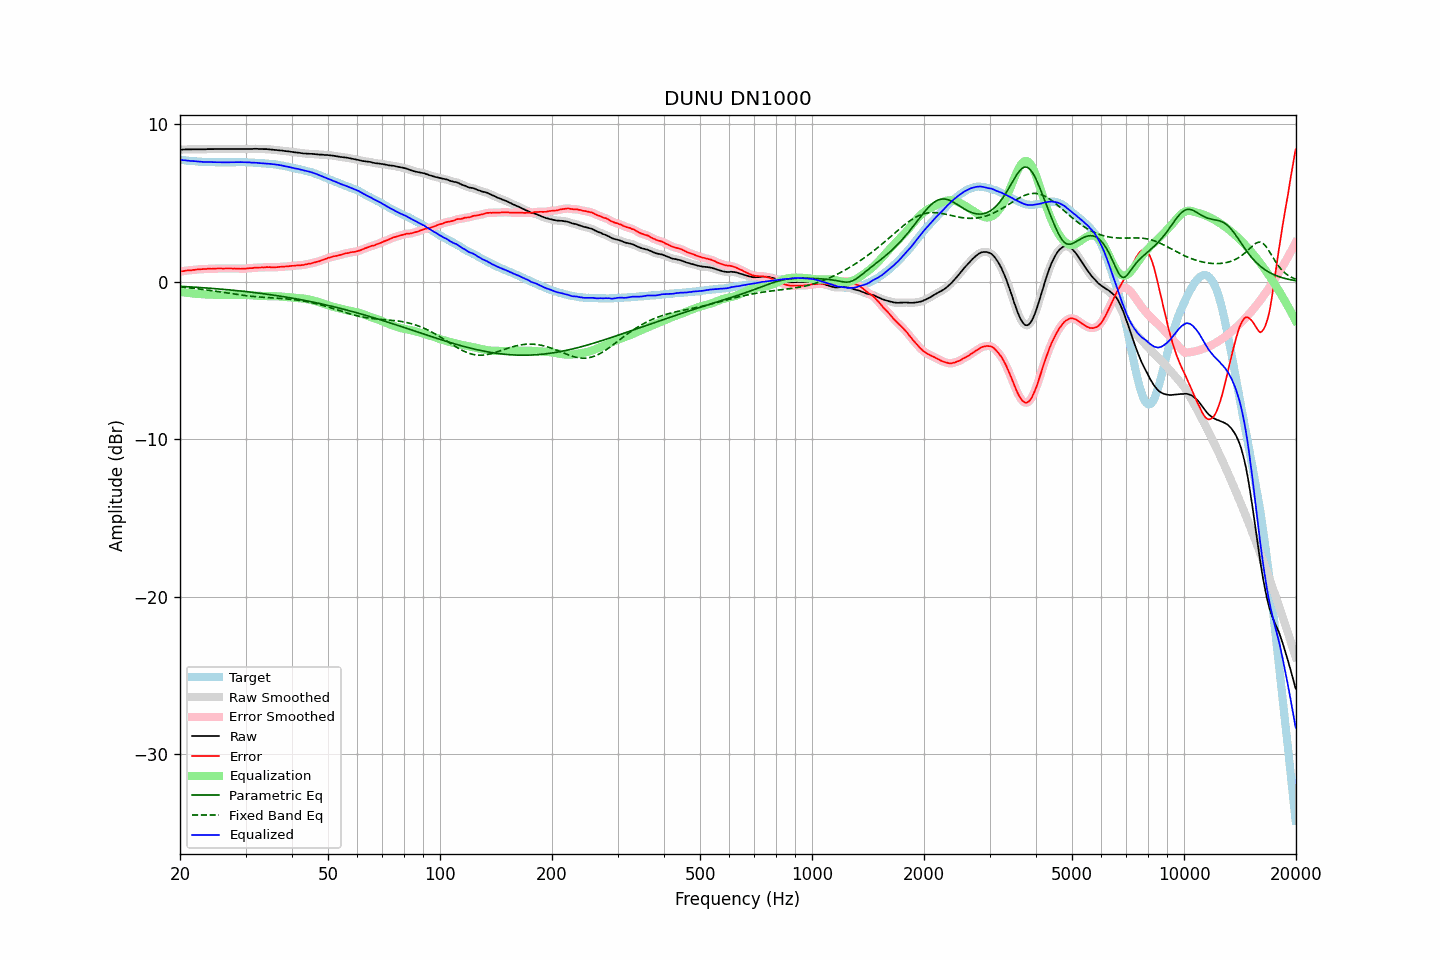 DUNU DN1000
10
0
−10
−20
−30
Amplitude (dBr)
Target
Raw Smoothed
Error Smoothed
Raw
Error
Equalization
Parametric Eq
Fixed Band Eq
Equalized
20 50 100 200 500 1000 2000 5000 10000 20000
Frequency (Hz)